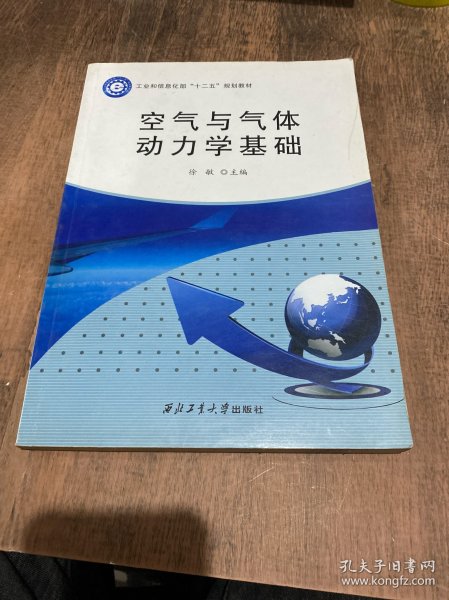 工业和信息化部“十二五”规划教材
空气与气体
动力学基础
徐敏 ◎主编
西北工业大学出版社
孔夫子旧书网
www.kongfz.com